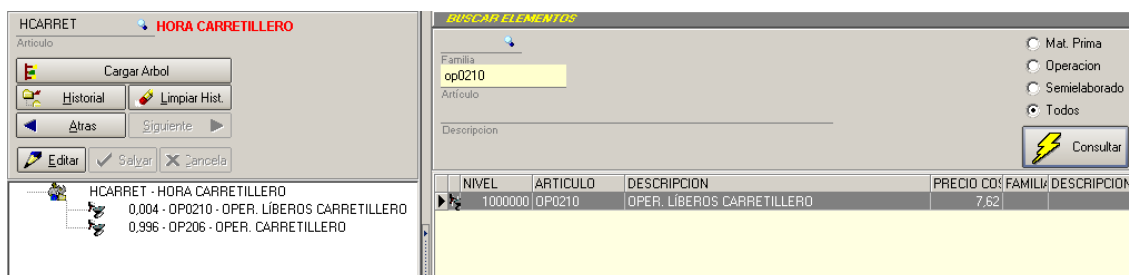 HCARRET HORA CARRETILLERO
Articulo
Cargar Arbol
Historial Limpiar Hist.
Atras Siguiente
Editar Salvar Cancela
HCARRET - HORA CARRETILLERO
0,004 - OP0210 - OPER. LÍBEROS CARRETILLERO
0,996 - OP206 - OPER. CARRETILLERO
BUSCAR ELEMENTOS
Familia
op0210
Artículo
Descripcion
Mat. Prima
Operacion
Semielaborado
Todos
Consultar
NIVEL ARTICULO DESCRIPCION PRECIO COS FAMILIA DESCRIPCION
1000000 OP0210 OPER. LÍBEROS CARRETILLERO 7,62